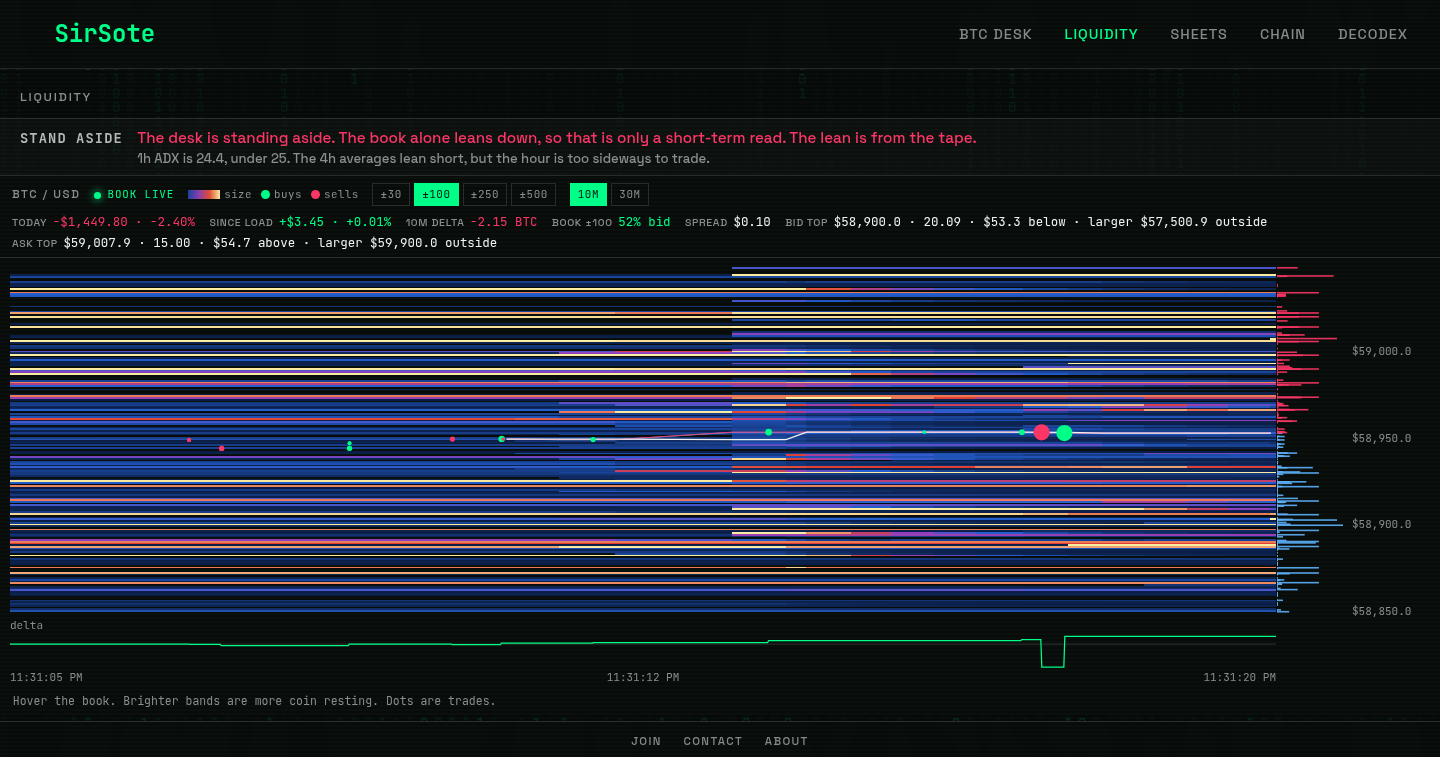 SirSote
BTC DESK LIQUIDITY SHEETS CHAIN DECODEX
LIQUIDITY
STAND ASIDE The desk is standing aside. The book alone leans down, so that is only a short-term read. The lean is from the tape.
1h ADX is 24.4, under 25. The 4h averages lean short, but the hour is too sideways to trade.
BTC / USD BOOK LIVE size buys sells ±30 ±100 ±250 ±500 10M 30M
TODAY -$1,449.80 · -2.40% SINCE LOAD +$3.45 · +0.01% 10M DELTA -2.15 BTC BOOK ±100 52% bid SPREAD $0.10 BID TOP $58,900.0 · 20.09 · $53.3 below · larger $57,500.9 outside
ASK TOP $59,007.9 · 15.00 · $54.7 above · larger $59,900.0 outside
$59,000.0
$58,950.0
$58,900.0
$58,850.0
delta
11:31:05 PM 11:31:12 PM 11:31:20 PM
Hover the book. Brighter bands are more coin resting. Dots are trades.
JOIN CONTACT ABOUT